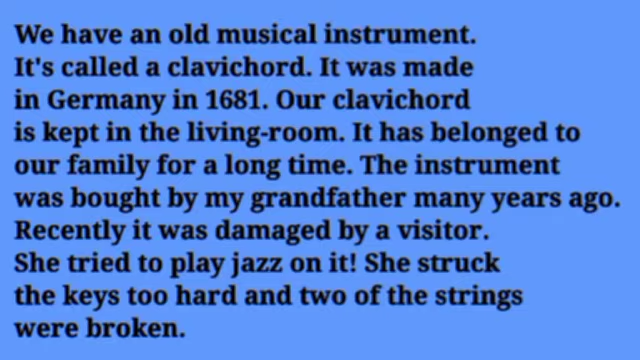 We have an old musical instrument.
It's called a clavichord. It was made
in Germany in 1681. Our clavichord
is kept in the living-room. It has belonged to
our family for a long time. The instrument
was bought by my grandfather many years ago.
Recently it was damaged by a visitor.
She tried to play jazz on it! She struck
the keys too hard and two of the strings
were broken.